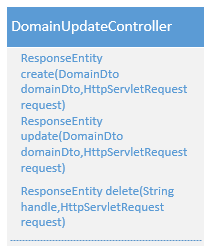 DomainUpdateController
ResponseEntity
create(DomainDto
domainDto,HttpServletRequest
request)
ResponseEntity
update(DomainDto
domainDto,HttpServletRequest
request)
ResponseEntity delete(String
handle,HttpServletRequest
request)